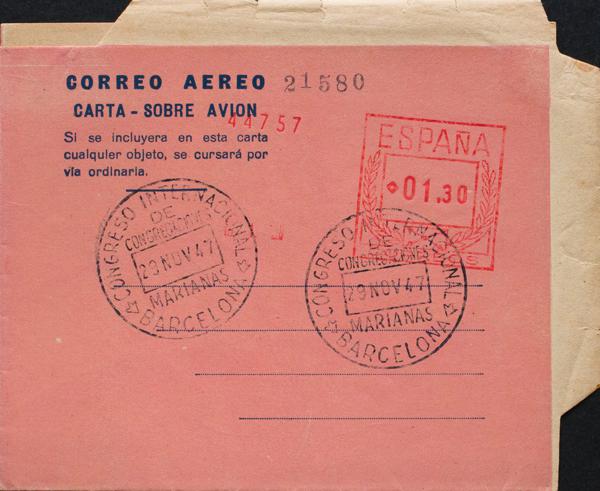 CORREO AEREO 21580
CARTA - SOBRE AVION
44757
Si se incluyera en esta carta
cualquier objeto, se cursará por
vía ordinaria.
ESPAÑA
01.30
CONGRESO INTERNACIONAL
DE
CONGREGACIONES
29 NOV 47
MARIANAS
BARCELONA
CONGRESO INTERNACIONAL
DE
CONGREGACIONES
29 NOV 47
MARIANAS
BARCELONA